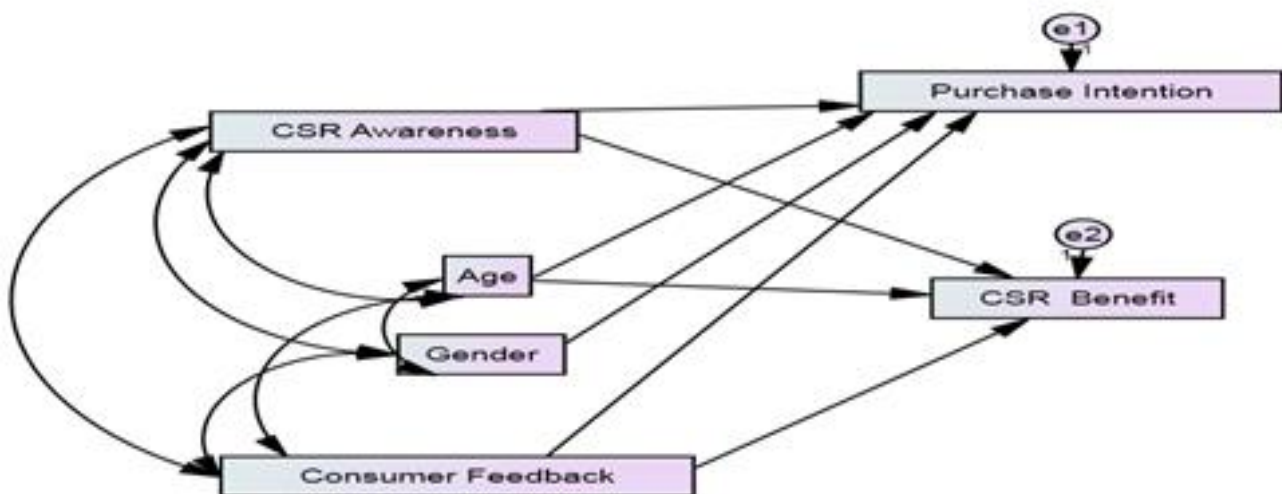 e1
1
Purchase Intention
CSR Awareness
e2
1
Age
CSR Benefit
Gender
Consumer Feedback